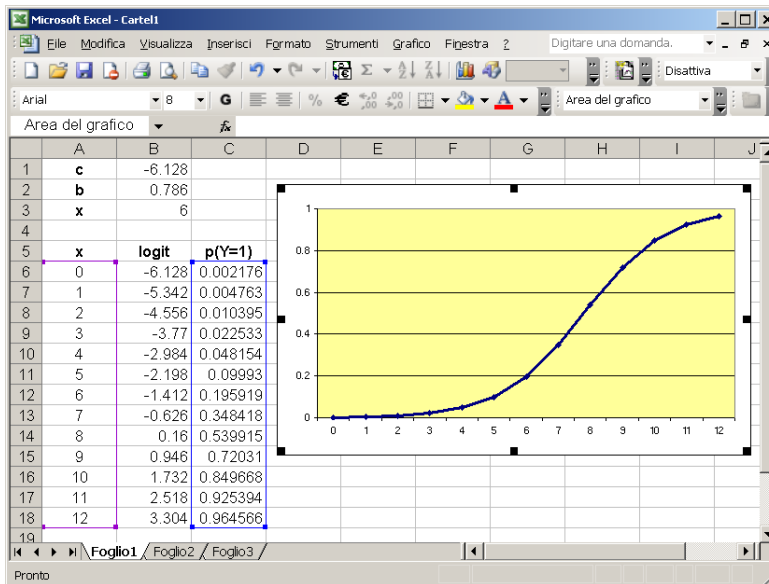 Microsoft Excel - Cartel1
File Modifica Visualizza Inserisci Formato Strumenti Grafico Finestra ? Digitare una domanda.
Disattiva
Arial 8 G % € ,00 Area del grafico
Area del grafico fx
A B C D E F G H I J
1 c -6.128
2 b 0.786
3 x 6
4
5 x logit p(Y=1)
6 0 -6.128 0.002176
7 1 -5.342 0.004763
8 2 -4.556 0.010395
9 3 -3.77 0.022533
10 4 -2.984 0.048154
11 5 -2.198 0.09993
12 6 -1.412 0.195919
13 7 -0.626 0.348418
14 8 0.16 0.539915
15 9 0.946 0.72031
16 10 1.732 0.849668
17 11 2.518 0.925394
18 12 3.304 0.964566
19
1
0.8
0.6
0.4
0.2
0
0 1 2 3 4 5 6 7 8 9 10 11 12
Foglio1 Foglio2 Foglio3
Pronto